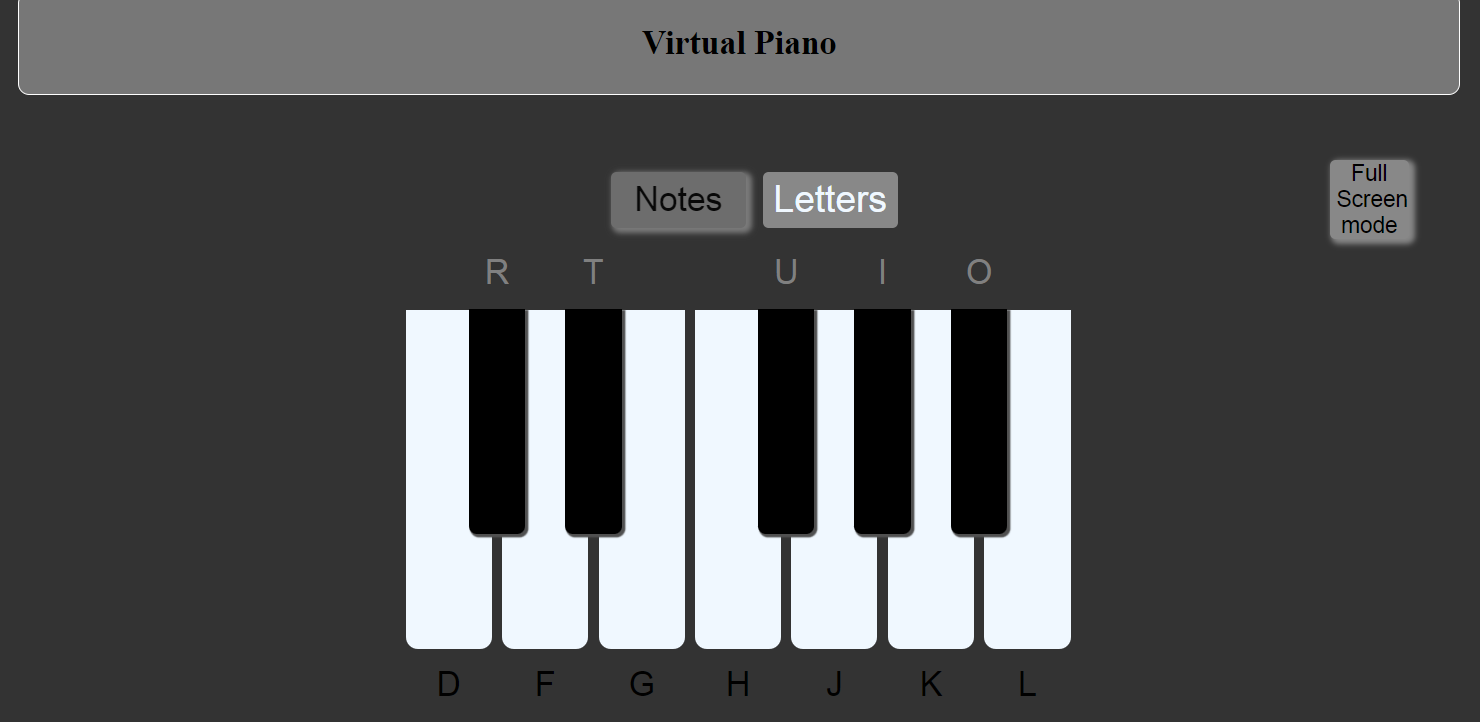 Virtual Piano
Notes Letters
Full
Screen
mode
R T U I O
D F G H J K L